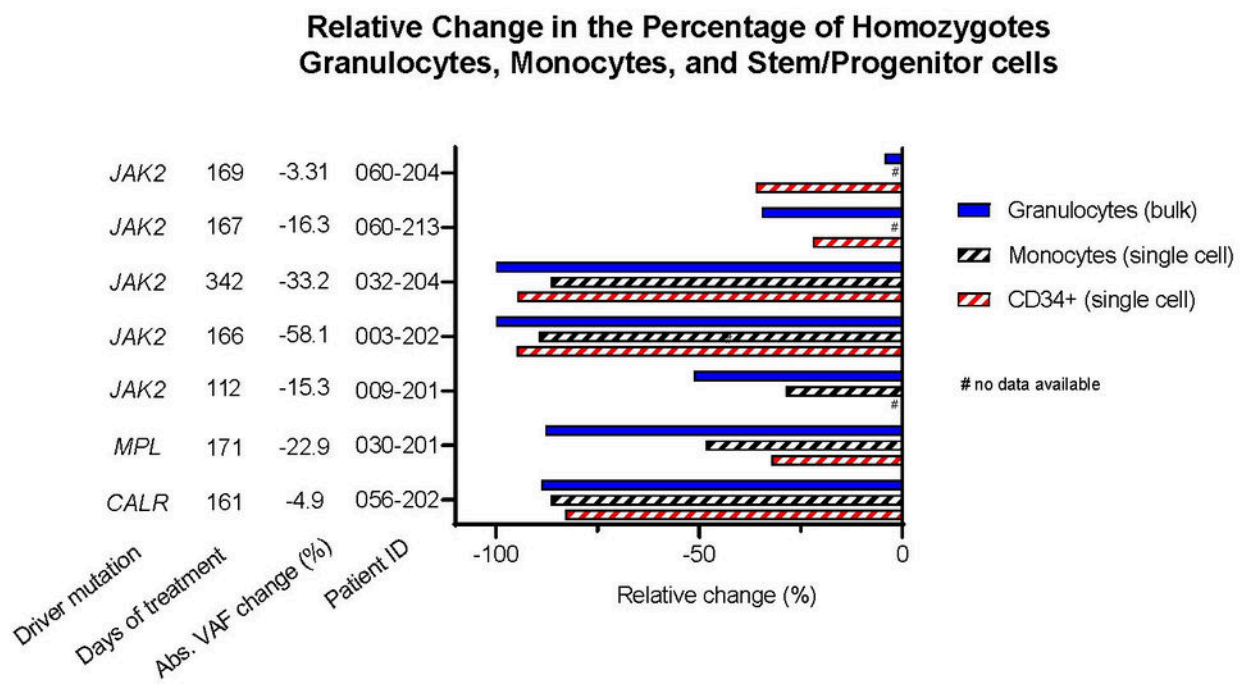 Relative Change in the Percentage of Homozygotes
Granulocytes, Monocytes, and Stem/Progenitor cells
JAK2 169 -3.31 060-204
#
JAK2 167 -16.3 060-213
#
JAK2 342 -33.2 032-204
JAK2 166 -58.1 003-202
#
JAK2 112 -15.3 009-201
#
MPL 171 -22.9 030-201
CALR 161 -4.9 056-202
Driver mutation
Days of treatment
Abs. VAF change (%)
Patient ID
-100 -50 0
Relative change (%)
Granulocytes (bulk)
Monocytes (single cell)
CD34+ (single cell)
# no data available